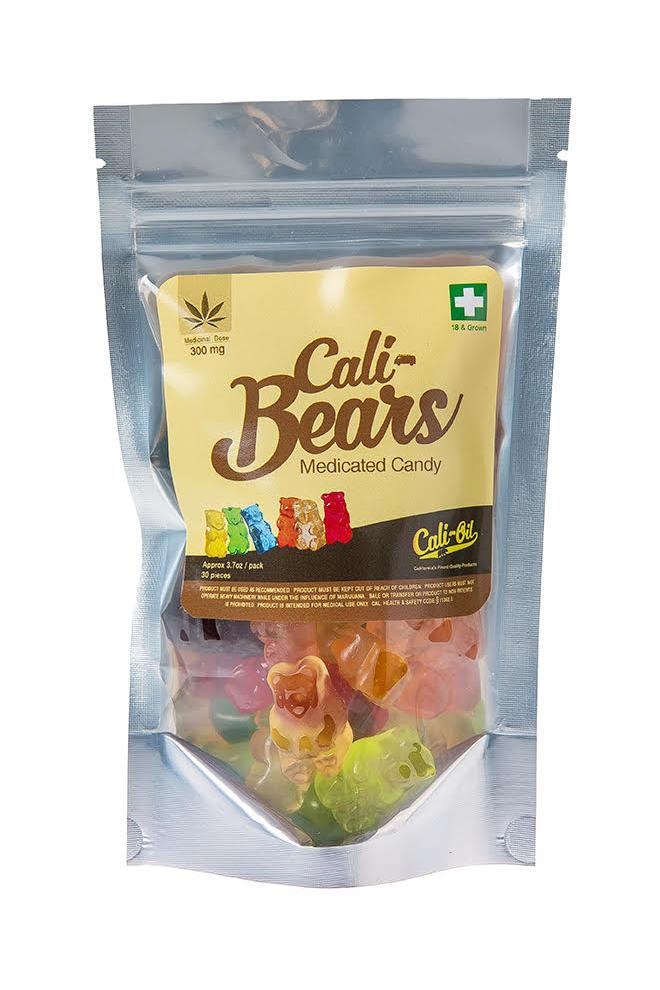 Medicinal Dose
300 mg
18 & Grown
Cali-
Bears
Medicated Candy
Cali-Oil
California's Finest Quality Products
Approx 3.7oz / pack
30 pieces
PRODUCT MUST BE USED AS RECOMMENDED. PRODUCT MUST BE KEPT OUT OF REACH OF CHILDREN. PRODUCT USERS MUST NOT
OPERATE HEAVY MACHINERY WHILE UNDER THE INFLUENCE OF MARIJUANA. SALE OR TRANSFER OR PRODUCT TO NON-PATIENTS
IS PROHIBITED. PRODUCT IS INTENDED FOR MEDICAL USE ONLY. CAL. HEALTH & SAFETY CODE §